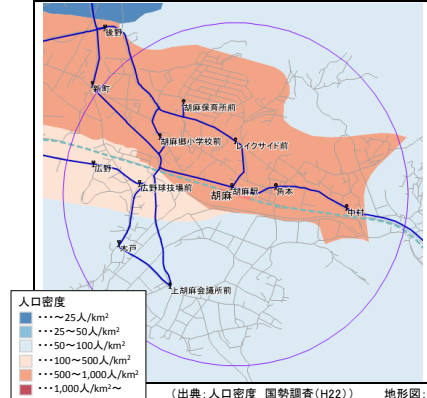 後野
新町
胡麻保育所前
胡麻郷小学校前
レイクサイド前
広野
広野球技場前
胡麻駅
角本
胡麻
中村
木戸
上胡麻会議所前
人口密度
・・・～25人/km²
・・・25～50人/km²
・・・50～100人/km²
・・・100～500人/km²
・・・500～1,000人/km²
・・・1,000人/km²～
(出典:人口密度 国勢調査(H22)) 地形図: